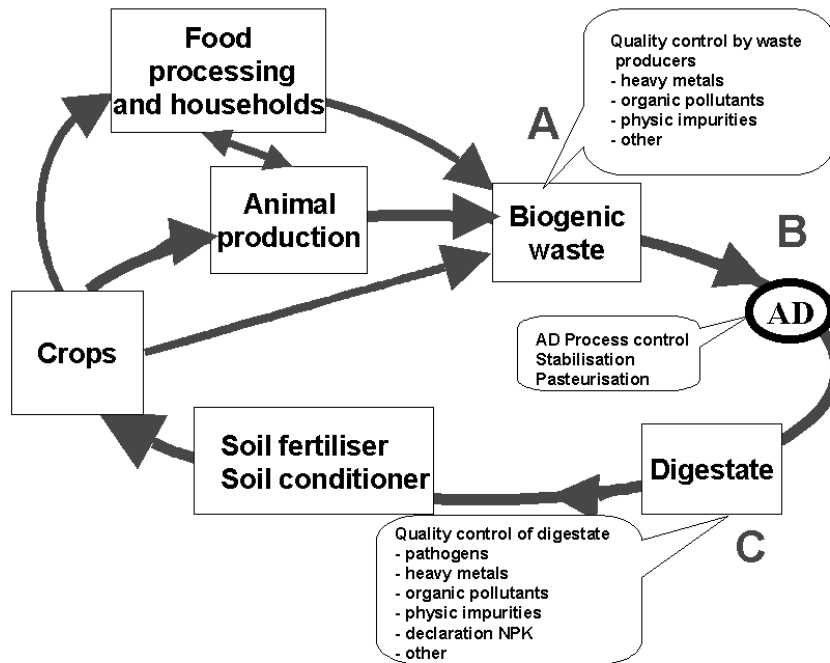 Food
processing
and households
Quality control by waste
producers
- heavy metals
- organic pollutants
- physic impurities
- other
A
Animal
production
Biogenic
waste
B
AD
AD Process control
Stabilisation
Pasteurisation
Crops
Soil fertiliser
Soil conditioner
Digestate
C
Quality control of digestate
- pathogens
- heavy metals
- organic pollutants
- physic impurities
- declaration NPK
- other